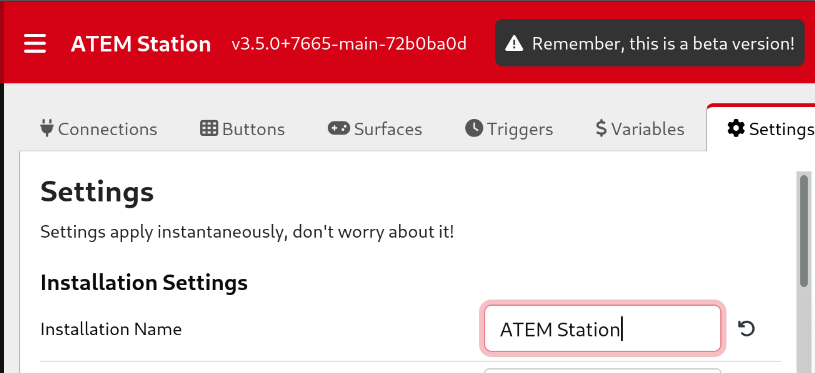 ATEM Station v3.5.0+7665-main-72b0ba0d Remember, this is a beta version!
Connections Buttons Surfaces Triggers Variables Settings
Settings
Settings apply instantaneously, don't worry about it!
Installation Settings
Installation Name ATEM Station